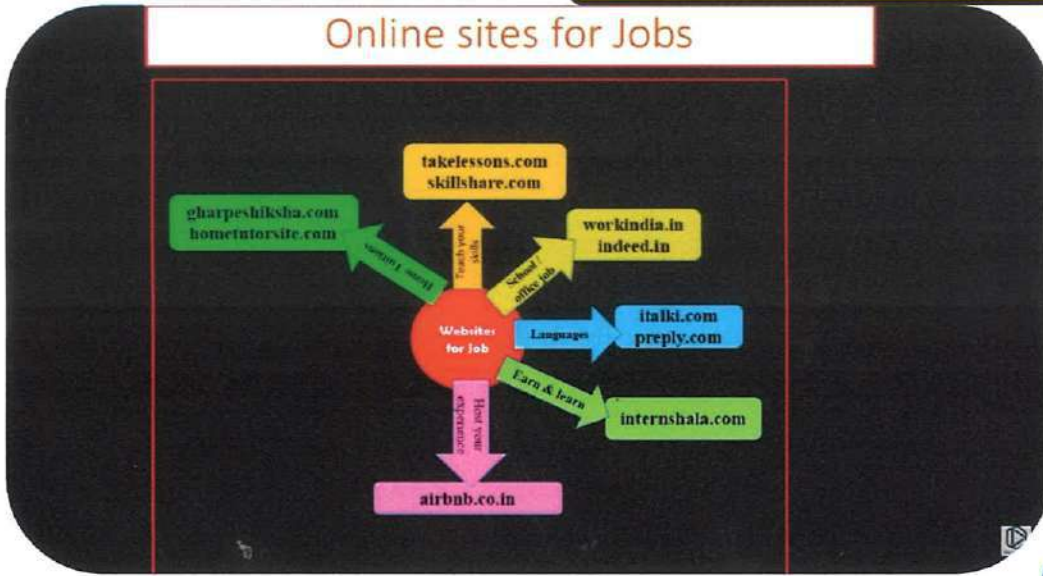 Online sites for Jobs
takelessons.com
skillshare.com
gharpeshiksha.com
hometutorsite.com
workindia.in
indeed.in
Home Tuitions
Teach your
skills
School /
office job
Websites
for Job
Languages
italki.com
preply.com
Earn & learn
internshala.com
Host your
experience
airbnb.co.in